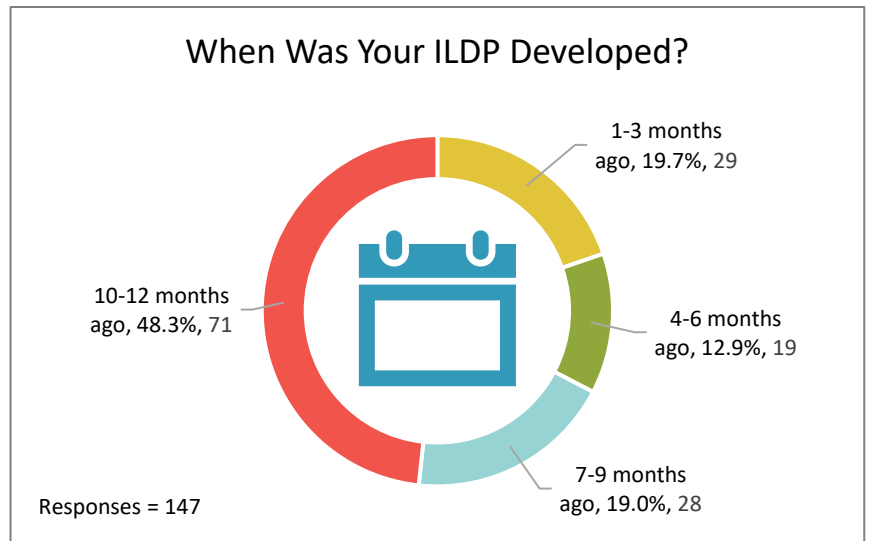 When Was Your ILDP Developed?
1-3 months
ago, 19.7%, 29
4-6 months
ago, 12.9%, 19
7-9 months
ago, 19.0%, 28
10-12 months
ago, 48.3%, 71
Responses = 147